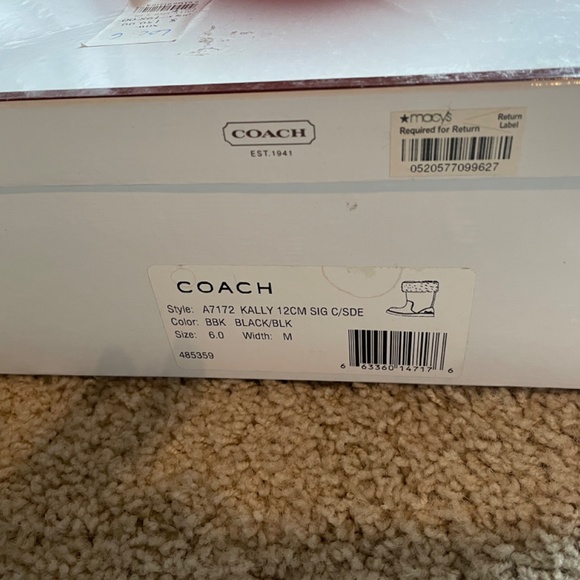 COACH
EST. 1941
★macy's Return
Required for Return Label
0520577099627
COACH
Style: A7172 KALLY 12CM SIG C/SDE
Color: BBK BLACK/BLK
Size: 6.0 Width: M
485359
6 63360 14717 6